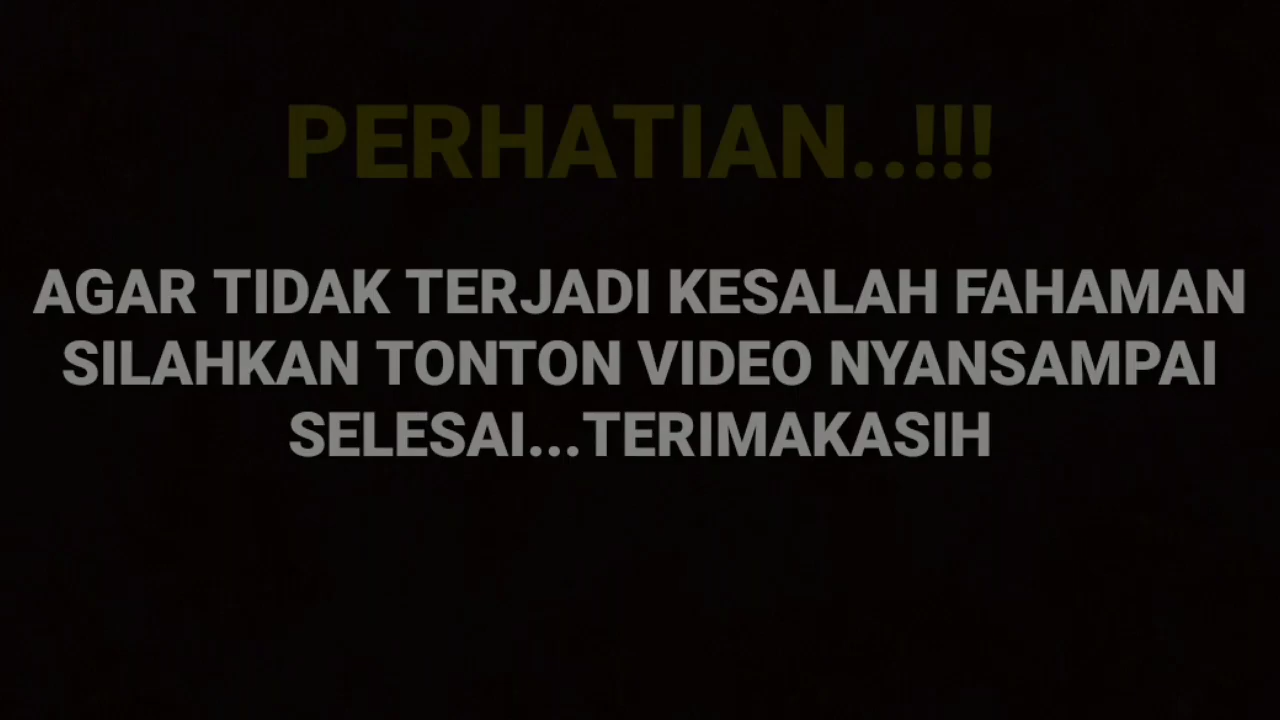 PERHATIAN..!!!
AGAR TIDAK TERJADI KESALAH FAHAMAN
SILAHKAN TONTON VIDEO NYANSAMPAI
SELESAI...TERIMAKASIH